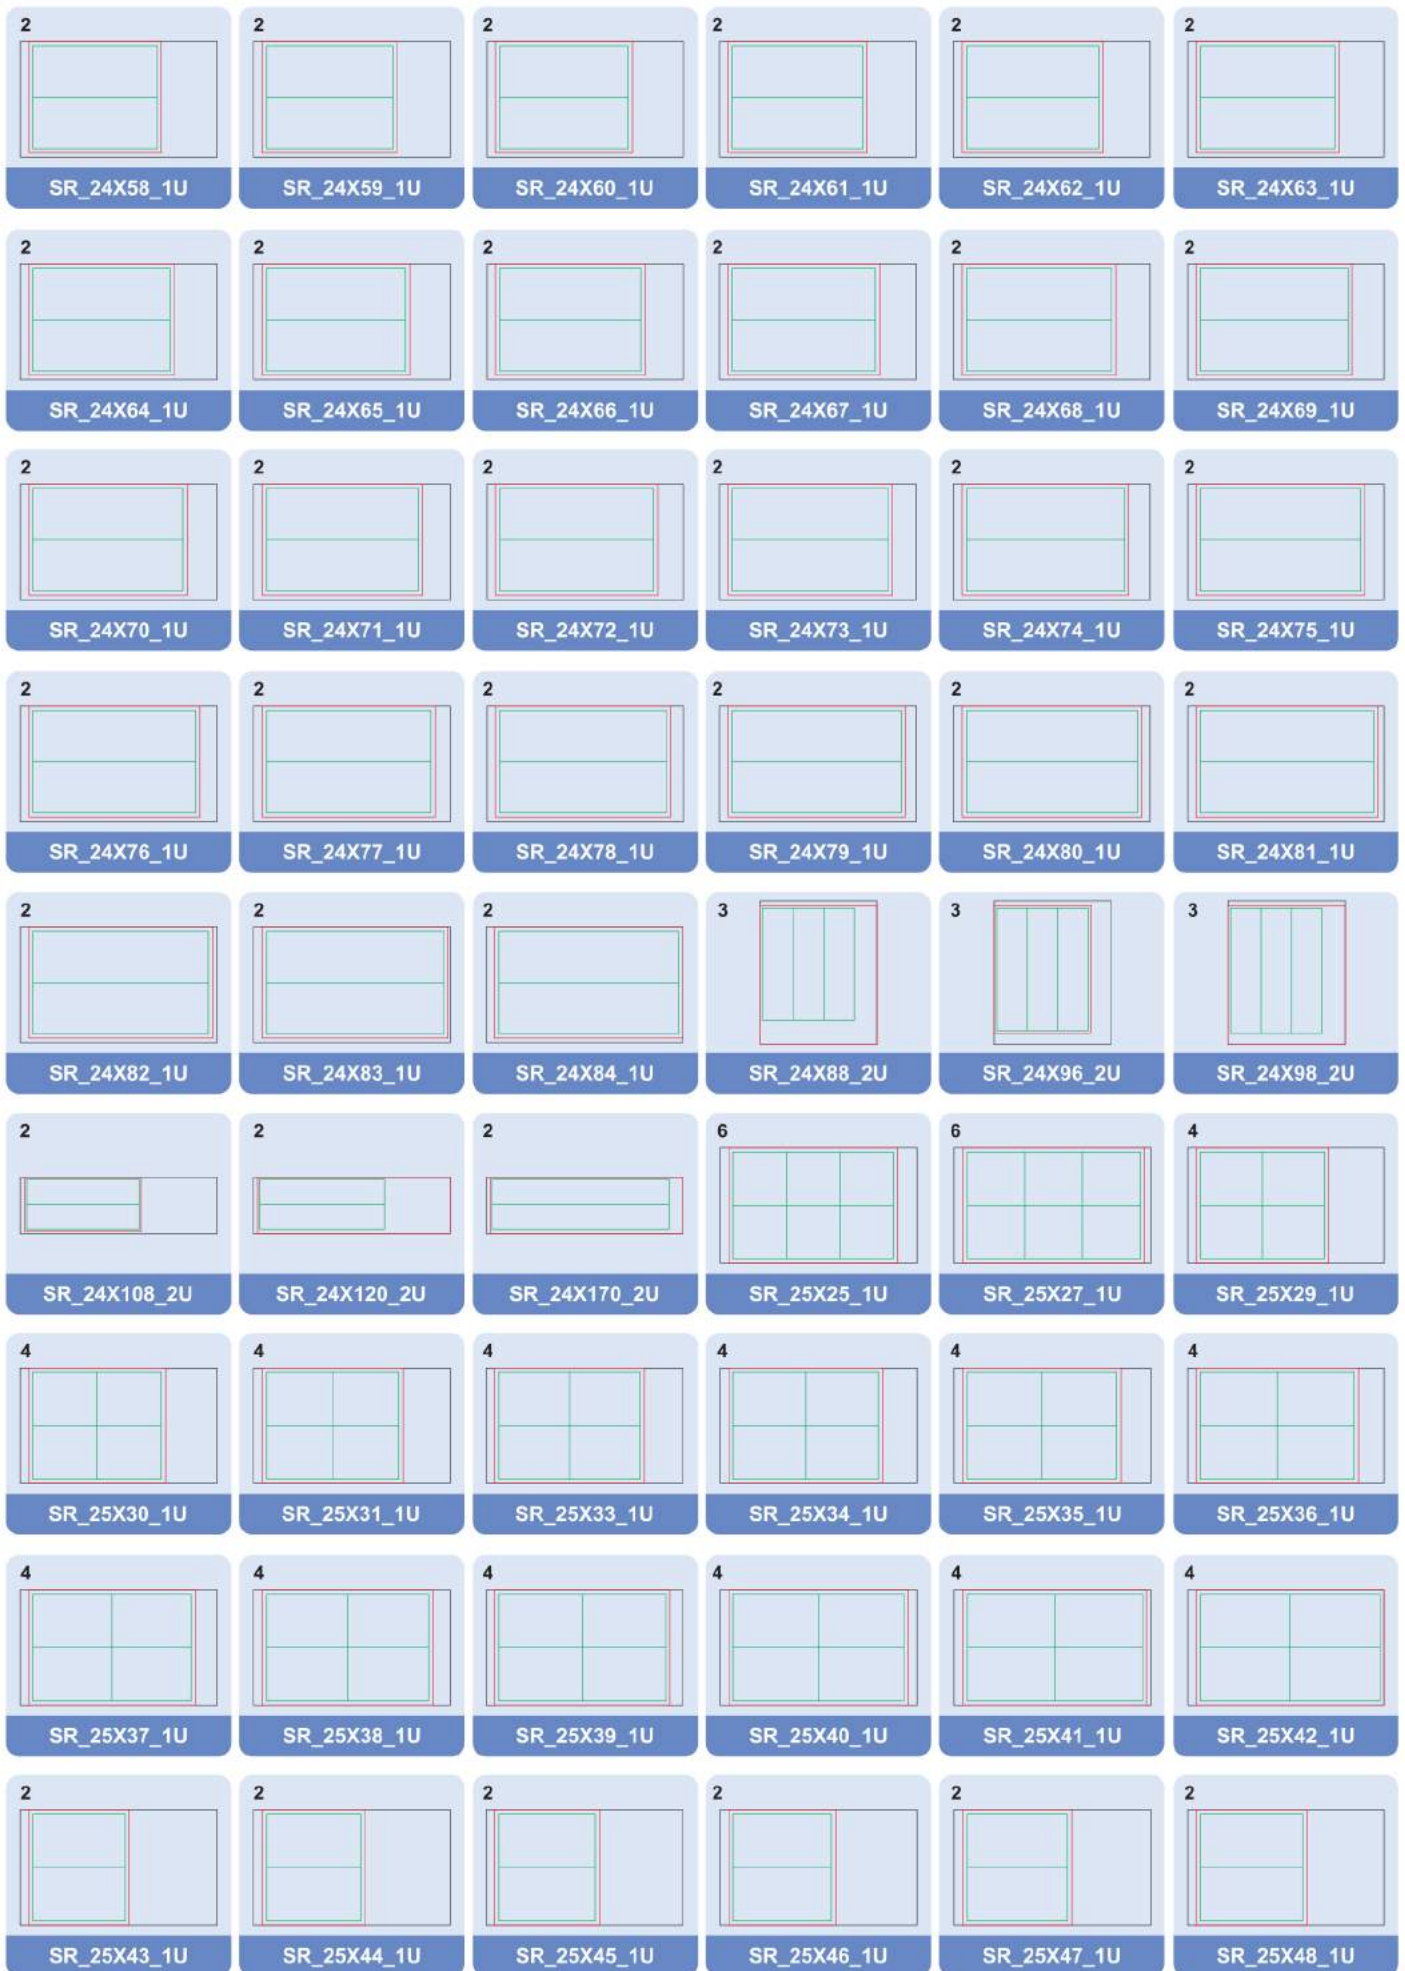 2 2 2 2 2 2
SR_24X58_1U SR_24X59_1U SR_24X60_1U SR_24X61_1U SR_24X62_1U SR_24X63_1U
2 2 2 2 2 2
SR_24X64_1U SR_24X65_1U SR_24X66_1U SR_24X67_1U SR_24X68_1U SR_24X69_1U
2 2 2 2 2 2
SR_24X70_1U SR_24X71_1U SR_24X72_1U SR_24X73_1U SR_24X74_1U SR_24X75_1U
2 2 2 2 2 2
SR_24X76_1U SR_24X77_1U SR_24X78_1U SR_24X79_1U SR_24X80_1U SR_24X81_1U
2 2 2 3 3 3
SR_24X82_1U SR_24X83_1U SR_24X84_1U SR_24X88_2U SR_24X96_2U SR_24X98_2U
2 2 2 6 6 4
SR_24X108_2U SR_24X120_2U SR_24X170_2U SR_25X25_1U SR_25X27_1U SR_25X29_1U
4 4 4 4 4 4
SR_25X30_1U SR_25X31_1U SR_25X33_1U SR_25X34_1U SR_25X35_1U SR_25X36_1U
4 4 4 4 4 4
SR_25X37_1U SR_25X38_1U SR_25X39_1U SR_25X40_1U SR_25X41_1U SR_25X42_1U
2 2 2 2 2 2
SR_25X43_1U SR_25X44_1U SR_25X45_1U SR_25X46_1U SR_25X47_1U SR_25X48_1U